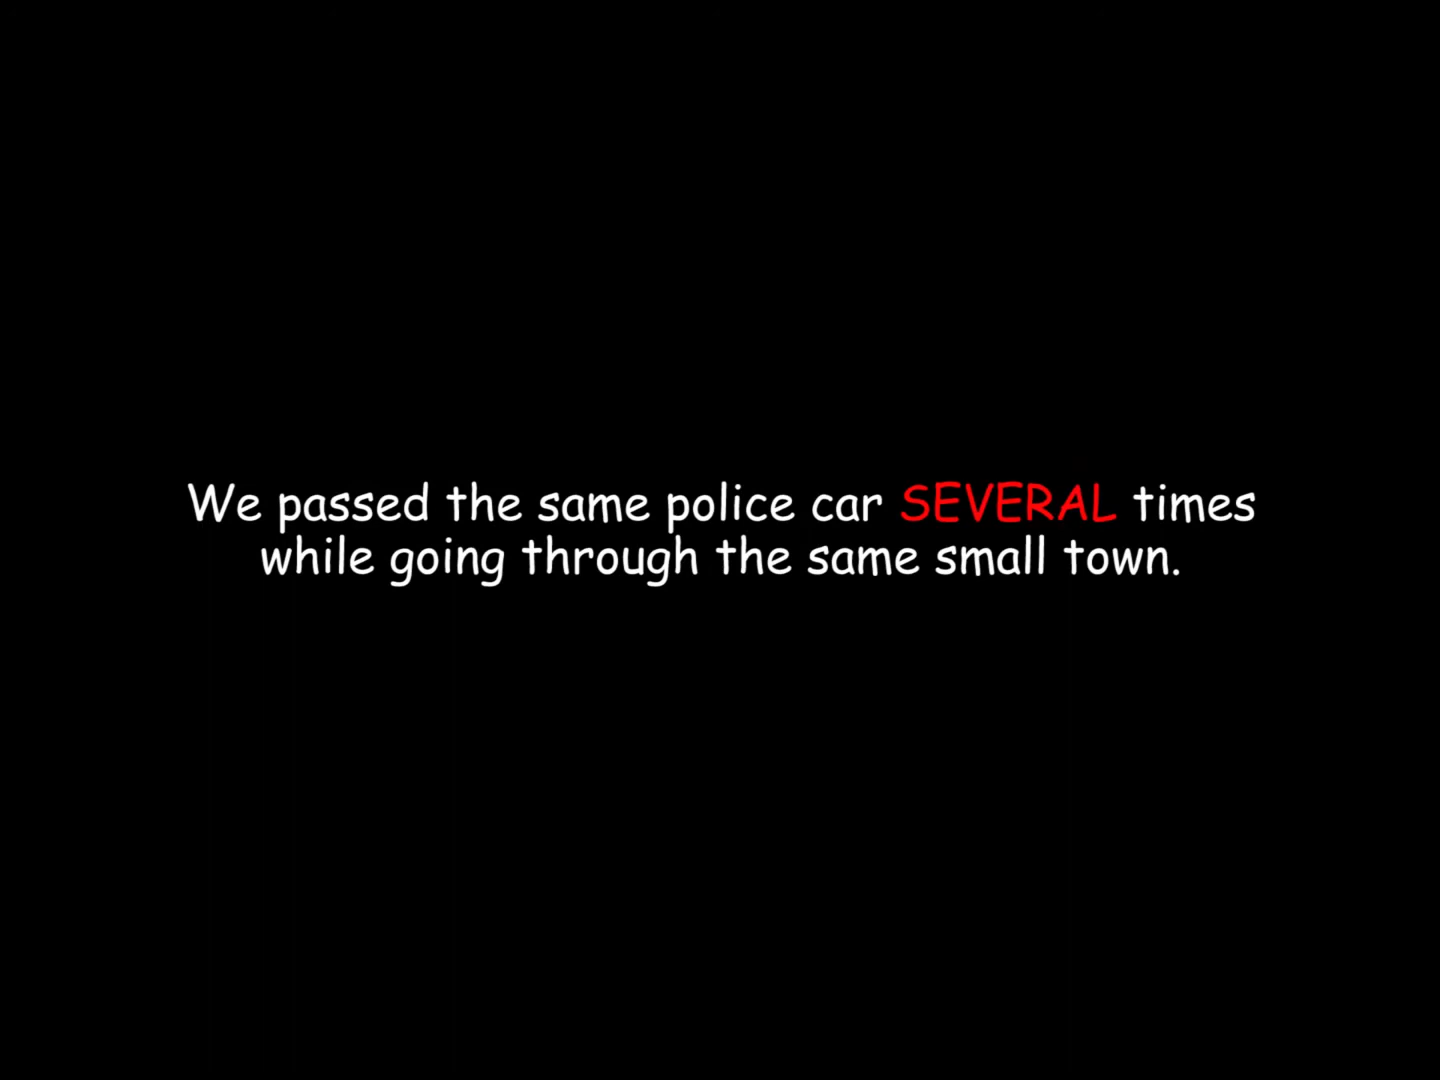 We passed the same police car SEVERAL times
while going through the same small town.